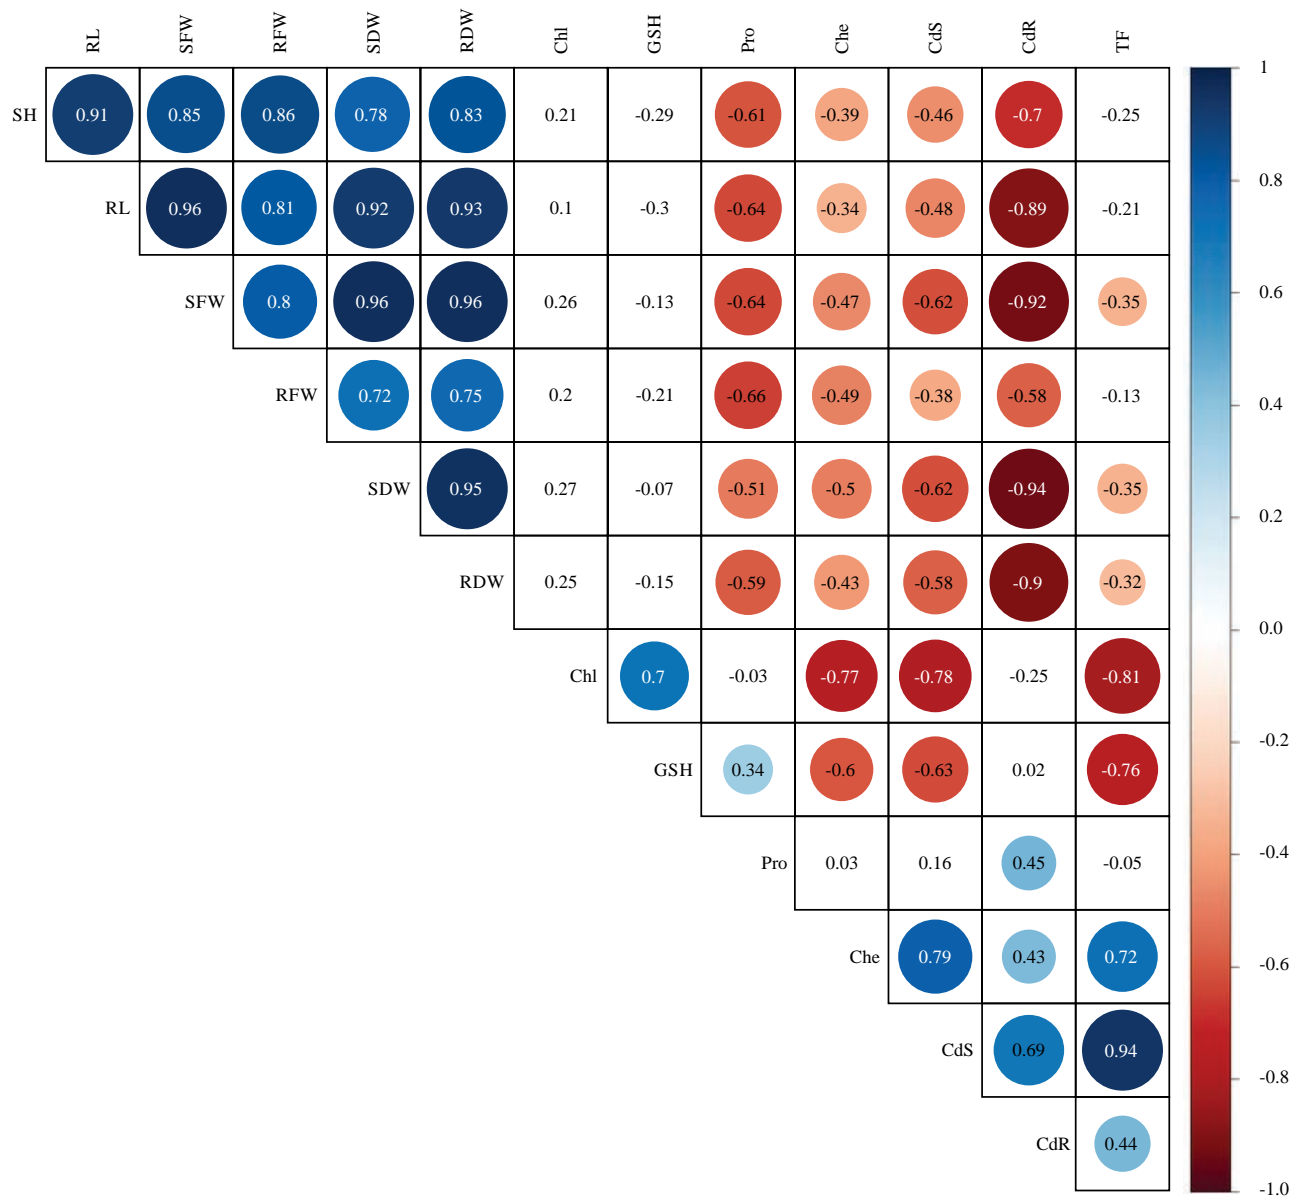 RL SFW RFW SDW RDW Chl GSH Pro Che CdS CdR TF
SH 0.91 0.85 0.86 0.78 0.83 0.21 -0.29 -0.61 -0.39 -0.46 -0.7 -0.25
RL 0.96 0.81 0.92 0.93 0.1 -0.3 -0.64 -0.34 -0.48 -0.89 -0.21
SFW 0.8 0.96 0.96 0.26 -0.13 -0.64 -0.47 -0.62 -0.92 -0.35
RFW 0.72 0.75 0.2 -0.21 -0.66 -0.49 -0.38 -0.58 -0.13
SDW 0.95 0.27 -0.07 -0.51 -0.5 -0.62 -0.94 -0.35
RDW 0.25 -0.15 -0.59 -0.43 -0.58 -0.9 -0.32
Chl 0.7 -0.03 -0.77 -0.78 -0.25 -0.81
GSH 0.34 -0.6 -0.63 0.02 -0.76
Pro 0.03 0.16 0.45 -0.05
Che 0.79 0.43 0.72
CdS 0.69 0.94
CdR 0.44
1
0.8
0.6
0.4
0.2
0.0
-0.2
-0.4
-0.6
-0.8
-1.0